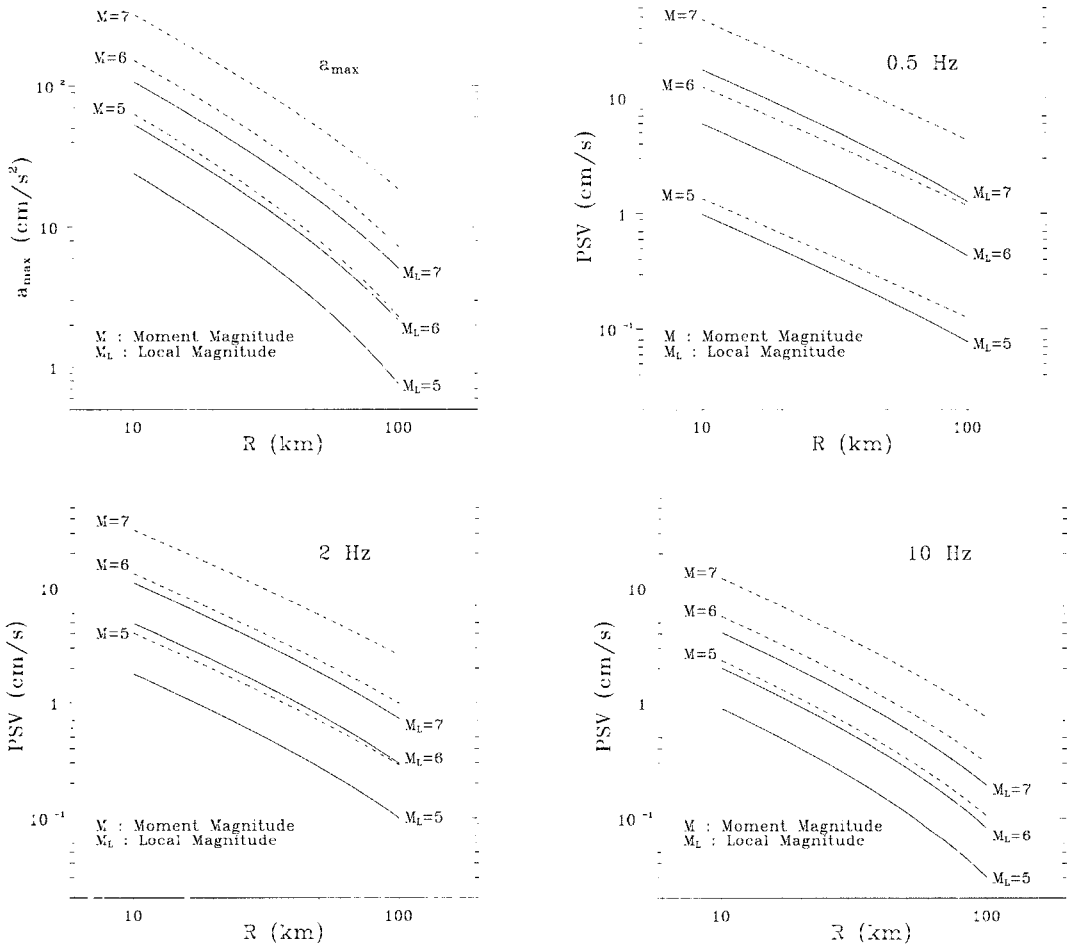 M=7
M=6
M=5
a_max
10²
10
1
a_max (cm/s²)
M_L=7
M_L=6
M_L=5
M : Moment Magnitude
M_L : Local Magnitude
10
100
R (km)
M=7
M=6
M=5
0.5 Hz
10
1
10⁻¹
PSV (cm/s)
M_L=7
M_L=6
M_L=5
M : Moment Magnitude
M_L : Local Magnitude
10
100
R (km)
M=7
M=6
M=5
2 Hz
10
1
10⁻¹
PSV (cm/s)
M_L=7
M_L=6
M_L=5
M : Moment Magnitude
M_L : Local Magnitude
10
100
R (km)
M=7
M=6
M=5
10 Hz
10
1
10⁻¹
PSV (cm/s)
M_L=7
M_L=6
M_L=5
M : Moment Magnitude
M_L : Local Magnitude
10
100
R (km)